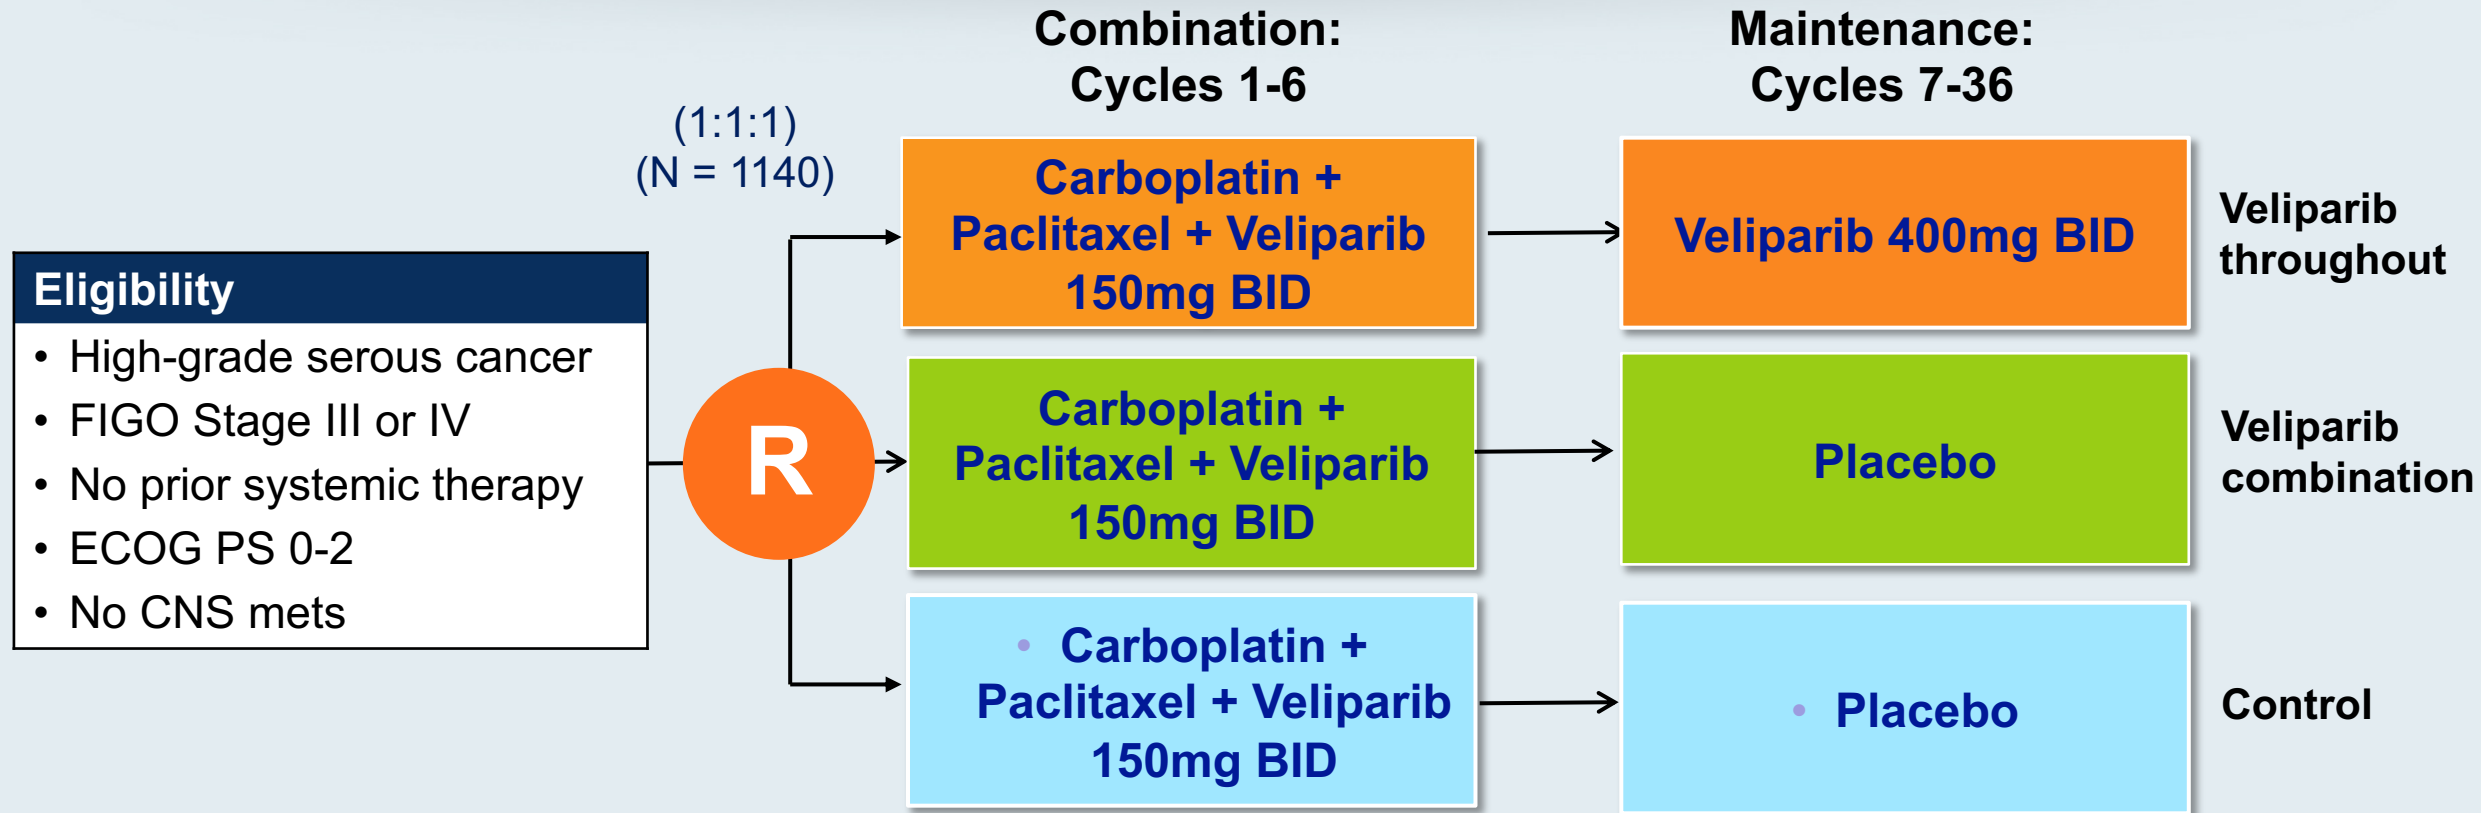 Combination:
Cycles 1-6
Maintenance:
Cycles 7-36
(1:1:1)
(N = 1140)
Eligibility
• High-grade serous cancer
• FIGO Stage III or IV
• No prior systemic therapy
• ECOG PS 0-2
• No CNS mets
R
Carboplatin +
Paclitaxel + Veliparib
150mg BID
Veliparib 400mg BID
Veliparib
throughout
Carboplatin +
Paclitaxel + Veliparib
150mg BID
Placebo
Veliparib
combination
• Carboplatin +
Paclitaxel + Veliparib
150mg BID
• Placebo
Control